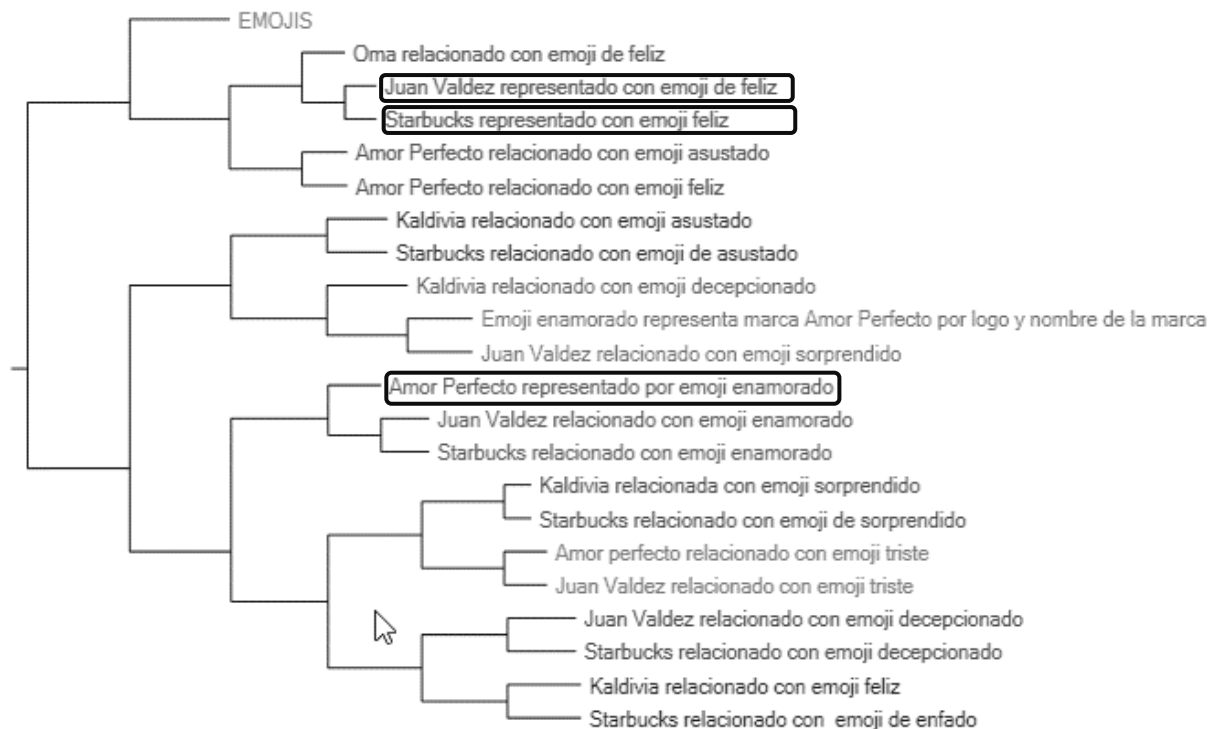 EMOJIS
Oma relacionado con emoji de feliz
Juan Valdez representado con emoji de feliz
Starbucks representado con emoji feliz
Amor Perfecto relacionado con emoji asustado
Amor Perfecto relacionado con emoji feliz
Kaldivia relacionado con emoji asustado
Starbucks relacionado con emoji de asustado
Kaldivia relacionado con emoji decepcionado
Emoji enamorado representa marca Amor Perfecto por logo y nombre de la marca
Juan Valdez relacionado con emoji sorprendido
Amor Perfecto representado por emoji enamorado
Juan Valdez relacionado con emoji enamorado
Starbucks relacionado con emoji enamorado
Kaldivia relacionada con emoji sorprendido
Starbucks relacionado con emoji de sorprendido
Amor perfecto relacionado con emoji triste
Juan Valdez relacionado con emoji triste
Juan Valdez relacionado con emoji decepcionado
Starbucks relacionado con emoji decepcionado
Kaldivia relacionado con emoji feliz
Starbucks relacionado con emoji de enfado